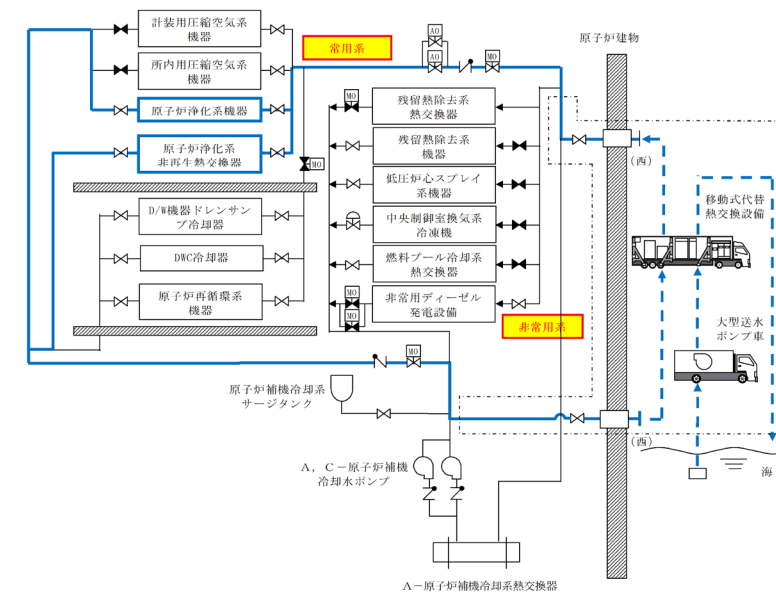 計装用圧縮空気系
機器
所内用圧縮空気系
機器
原子炉浄化系機器
原子炉浄化系
非再生熱交換器
D/W機器ドレンサン
プ冷却器
DWC冷却器
原子炉再循環系
機器
常用系
AO
AO
MO
MO
MO
残留熱除去系
熱交換器
残留熱除去系
機器
低圧炉心スプレイ
系機器
中央制御室換気系
冷凍機
燃料プール冷却系
熱交換器
MO
MO
非常用ディーゼル
発電設備
非常用系
MO
原子炉建物
(西)
移動式代替
熱交換設備
大型送水
ポンプ車
(西)
海
原子炉補機冷却系
サージタンク
A,C-原子炉補機
冷却水ポンプ
A-原子炉補機冷却系熱交換器